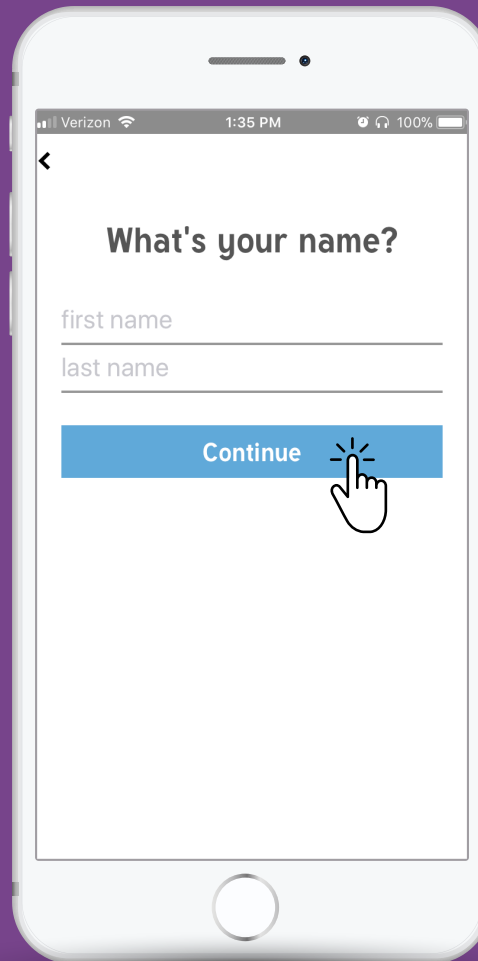 Verizon 1:35 PM 100%
What's your name?
first name
last name
Continue